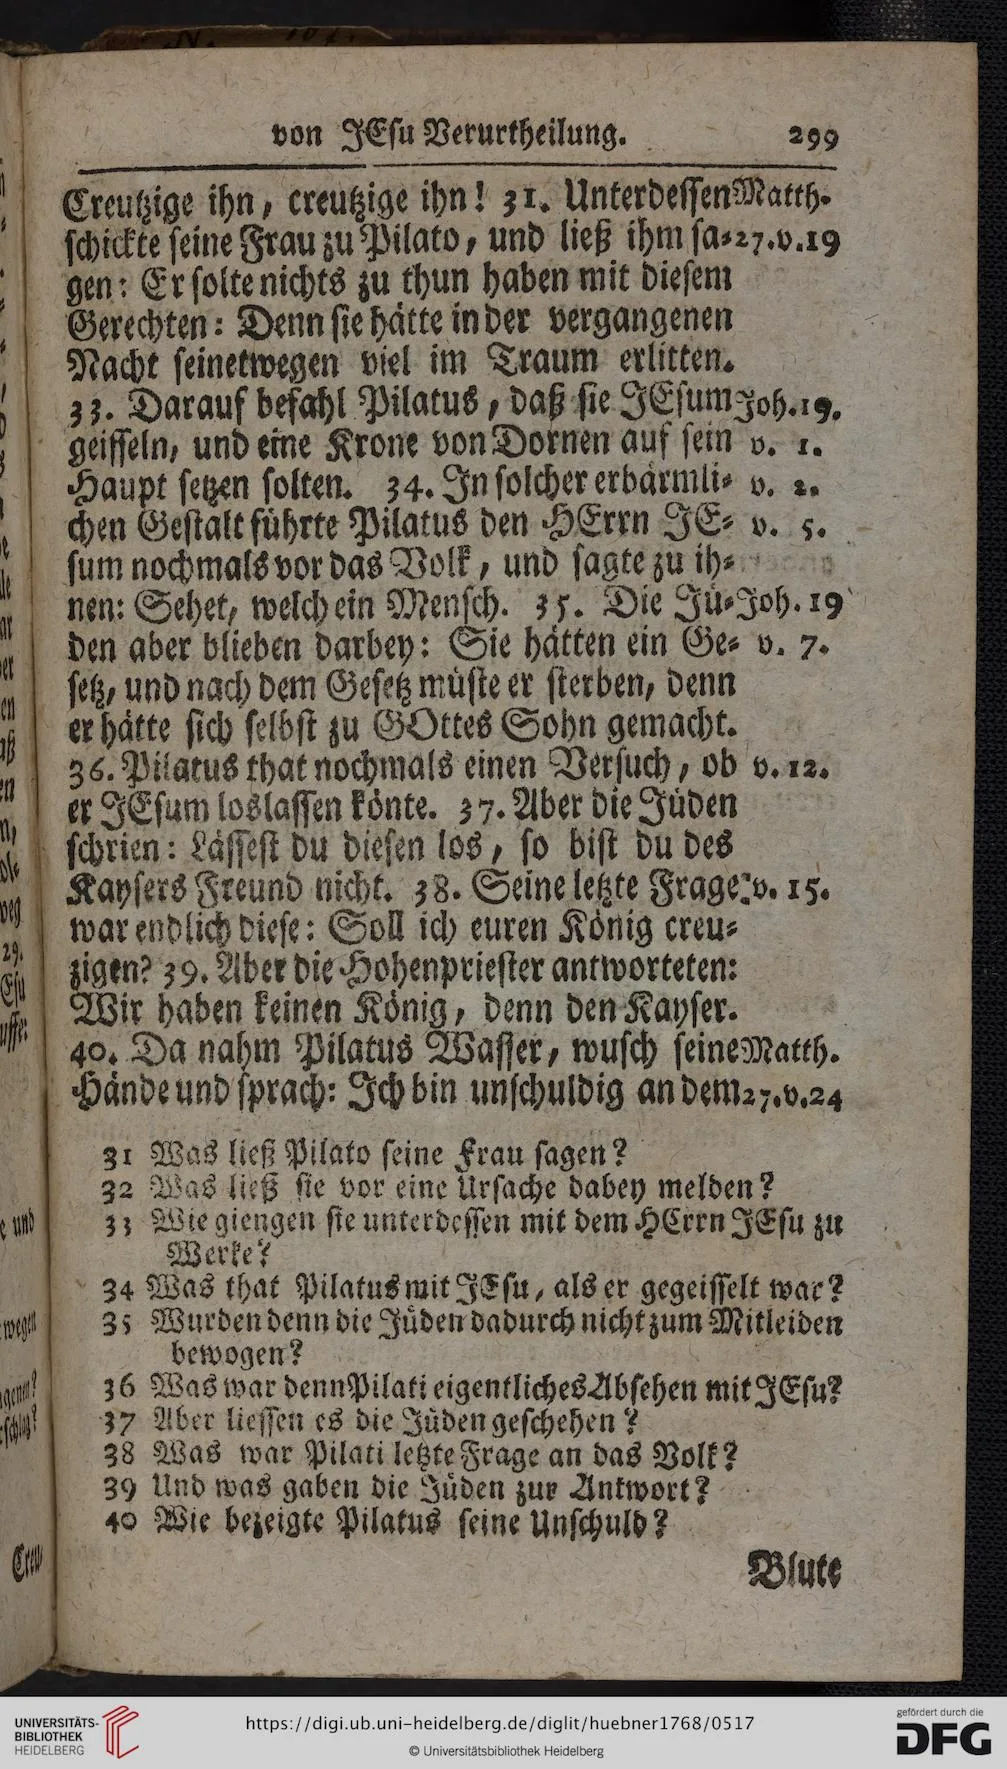 von JEsu Verurtheilung. 299
Creutzige ihn, creutzige ihn! 31. Unterdessen Matth.
schickte seine Frau zu Pilato, und ließ ihm sa- 27. v. 19
gen: Er solte nichts zu thun haben mit diesem
Gerechten: Denn sie hätte in der vergangenen
Nacht seinetwegen viel im Traum erlitten.
33. Darauf befahl Pilatus, daß sie JEsum Joh. 19.
geisseln, und eine Krone von Dornen auf sein v. 1.
Haupt setzen solten. 34. In solcher erbärmli- v. 2.
chen Gestalt führte Pilatus den HErrn JE- v. 5.
sum nochmals vor das Volk, und sagte zu ih-
nen: Sehet, welch ein Mensch. 35. Die Jü- Joh. 19
den aber blieben darbey: Sie hätten ein Ge- v. 7.
setz, und nach dem Gesetz müste er sterben, denn
er hätte sich selbst zu GOttes Sohn gemacht.
36. Pilatus that nochmals einen Versuch, ob v. 12.
er JEsum loslassen könte. 37. Aber die Jüden
schrien: Lässest du diesen los, so bist du des
Kaysers Freund nicht. 38. Seine letzte Frage v. 15.
war endlich diese: Soll ich euren König creu-
zigen? 39. Aber die Hohenpriester antworteten:
Wir haben keinen König, denn den Kayser.
40. Da nahm Pilatus Wasser, wusch seine Matth.
Hände und sprach: Ich bin unschuldig an dem 27. v. 24
31 Was ließ Pilato seine Frau sagen?
32 Was ließ sie vor eine Ursache dabey melden?
33 Wie giengen sie unterdessen mit dem HErrn JEsu zu
Werke?
34 Was that Pilatus mit JEsu, als er gegeisselt war?
35 Wurden denn die Jüden dadurch nicht zum Mitleiden
bewogen?
36 Was war denn Pilati eigentliches Absehen mit JEsu?
37 Aber liessen es die Jüden geschehen?
38 Was war Pilati letzte Frage an das Volk?
39 Und was gaben die Jüden zur Antwort?
40 Wie bezeigte Pilatus seine Unschuld?
Blute
UNIVERSITÄTS-
BIBLIOTHEK
HEIDELBERG
https://digi.ub.uni-heidelberg.de/diglit/huebner1768/0517
© Universitätsbibliothek Heidelberg
gefördert durch die
DFG